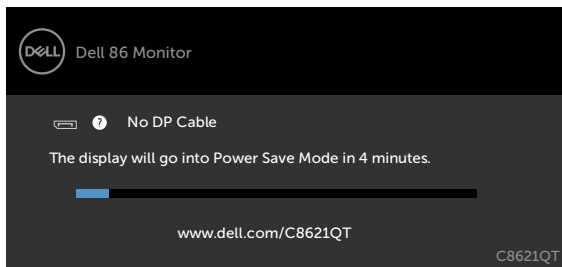 DELL
Dell 86 Monitor
? No DP Cable
The display will go into Power Save Mode in 4 minutes.
www.dell.com/C8621QT
C8621QT